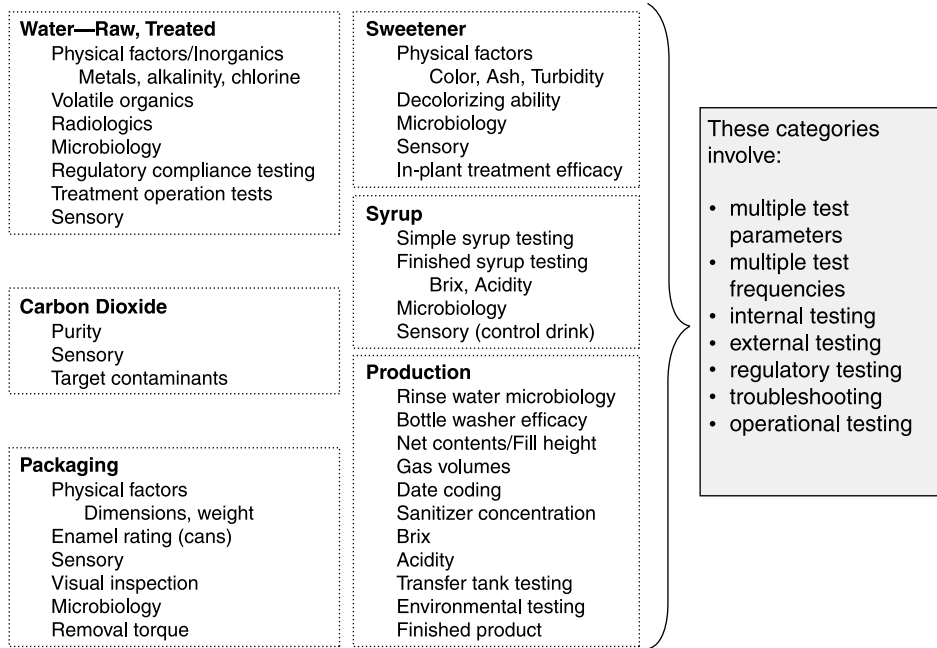 Water—Raw, Treated
Physical factors/Inorganics
Metals, alkalinity, chlorine
Volatile organics
Radiologics
Microbiology
Regulatory compliance testing
Treatment operation tests
Sensory
Carbon Dioxide
Purity
Sensory
Target contaminants
Packaging
Physical factors
Dimensions, weight
Enamel rating (cans)
Sensory
Visual inspection
Microbiology
Removal torque
Sweetener
Physical factors
Color, Ash, Turbidity
Decolorizing ability
Microbiology
Sensory
In-plant treatment efficacy
Syrup
Simple syrup testing
Finished syrup testing
Brix, Acidity
Microbiology
Sensory (control drink)
Production
Rinse water microbiology
Bottle washer efficacy
Net contents/Fill height
Gas volumes
Date coding
Sanitizer concentration
Brix
Acidity
Transfer tank testing
Environmental testing
Finished product
These categories
involve:
• multiple test
parameters
• multiple test
frequencies
• internal testing
• external testing
• regulatory testing
• troubleshooting
• operational testing